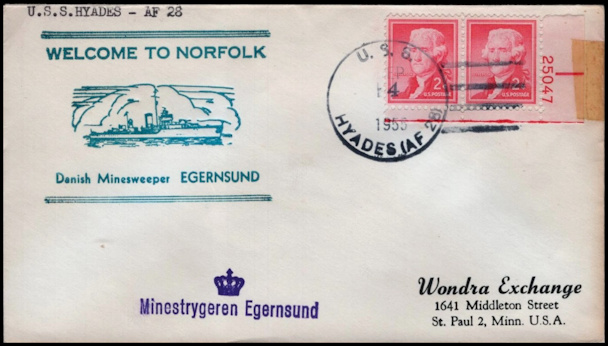 U.S.S.HYADES - AF 28
WELCOME TO NORFOLK
Danish Minesweeper EGERNSUND
U. S. S.
1955
HYADES (AF 28)
2¢ 2¢
U.S. POSTAGE U.S. POSTAGE
25047
Minestrygeren Egernsund
Wondra Exchange
1641 Middleton Street
St. Paul 2, Minn. U.S.A.